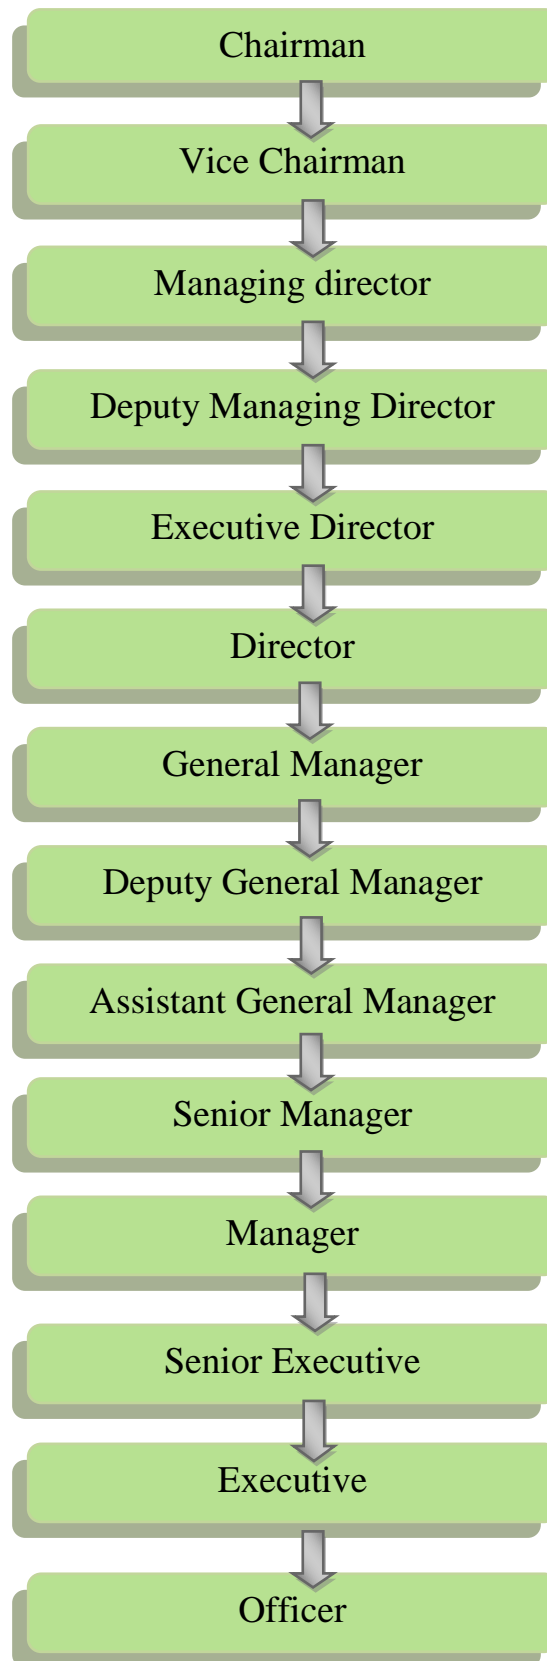 Chairman
Vice Chairman
Managing director
Deputy Managing Director
Executive Director
Director
General Manager
Deputy General Manager
Assistant General Manager
Senior Manager
Manager
Senior Executive
Executive
Officer